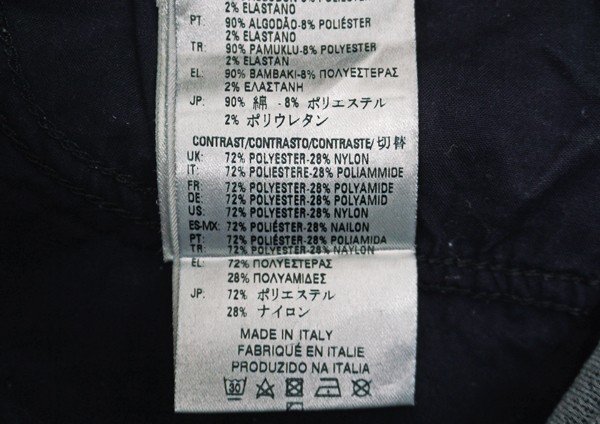 90% ALGODÓN-8% POLIÉSTER
2% ELASTANO
PT: 90% ALGODÃO-8% POLIÉSTER
2% ELASTANO
TR: 90% PAMUKLU-8% POLYESTER
2% ELASTAN
EL: 90% ΒΑΜΒΑΚΙ-8% ΠΟΛΥΕΣΤΕΡΑΣ
2% ΕΛΑΣΤΑΝΗ
JP: 90% 綿 -8% ポリエステル
2% ポリウレタン
CONTRAST/CONTRASTO/CONTRASTE/切替
UK: 72% POLYESTER-28% NYLON
IT: 72% POLIESTERE-28% POLIAMMIDE
FR: 72% POLYESTER-28% POLYAMIDE
DE: 72% POLYESTER-28% POLYAMID
US: 72% POLYESTER-28% NYLON
ES-MX: 72% POLIÉSTER-28% NAILON
PT: 72% POLIÉSTER-28% POLIAMIDA
TR: 72% POLYESTER-28% NAYLON
EL: 72% ΠΟΛΥΕΣΤΕΡΑΣ
28% ΠΟΛΥΑΜΙΔΕΣ
JP: 72% ポリエステル
28% ナイロン
MADE IN ITALY
FABRIQUÉ EN ITALIE
PRODUZIDO NA ITALIA
30